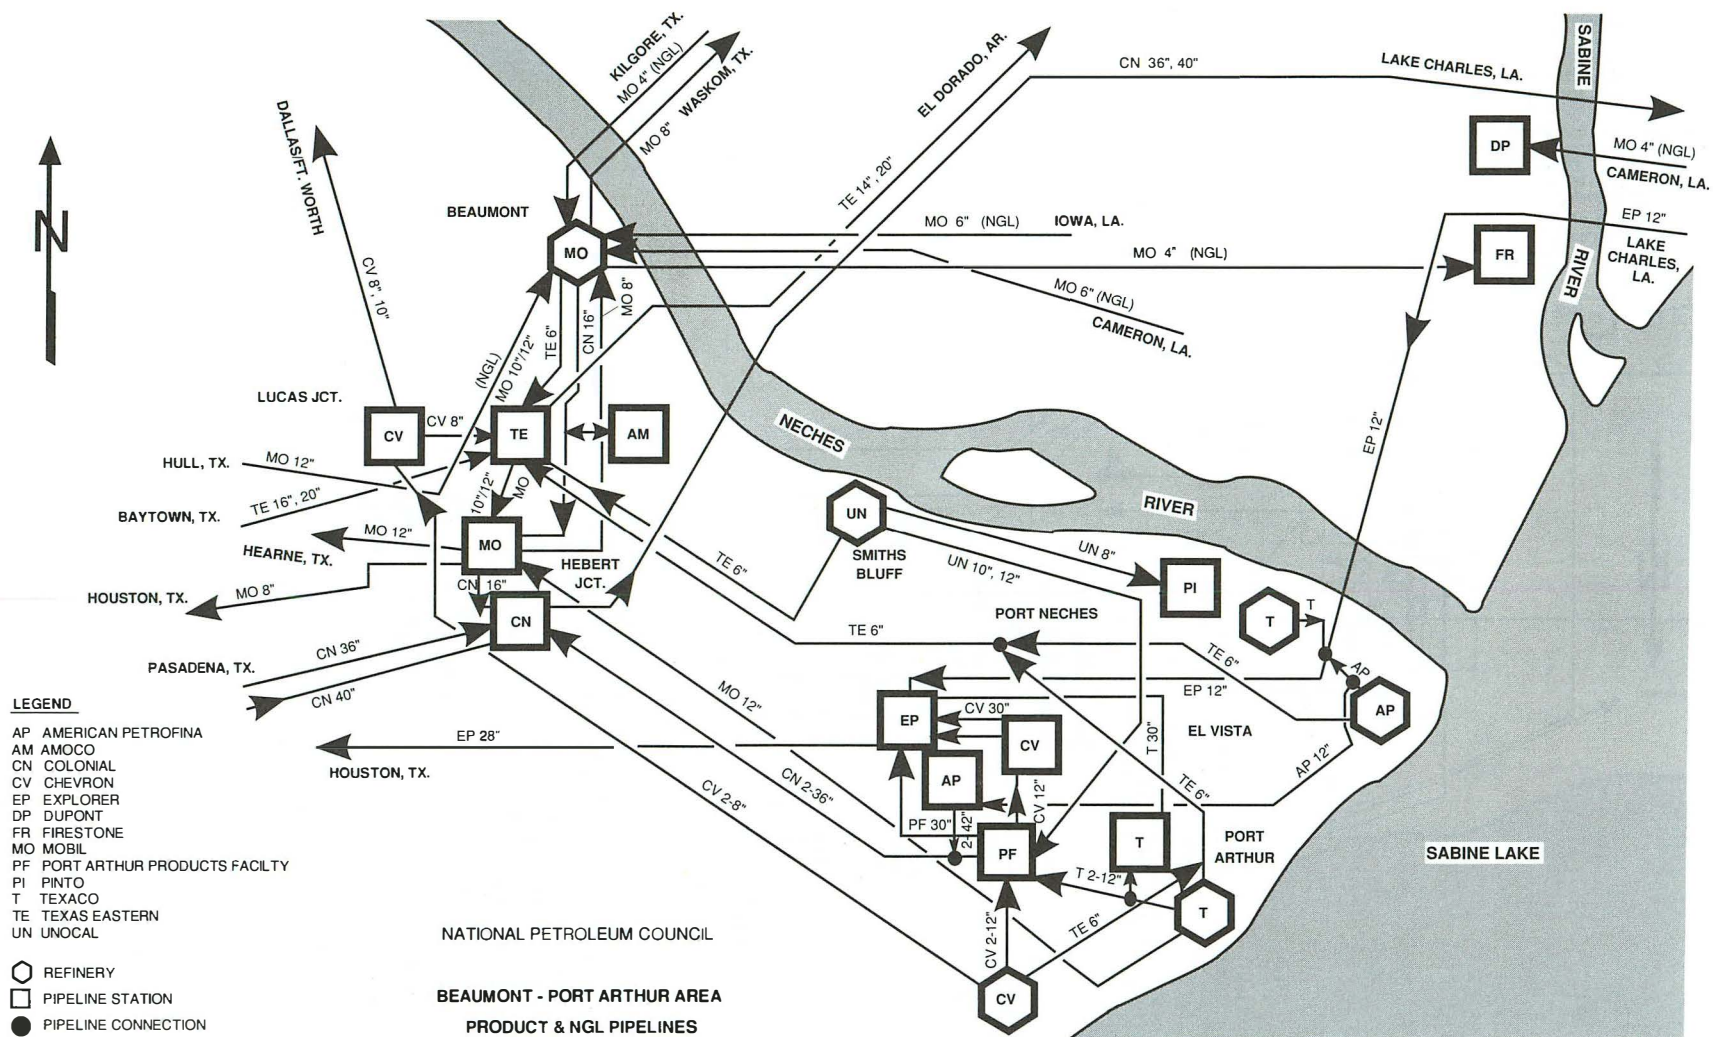 KILGORE, TX.
MO 4" (NGL)
MO 8" WASKOM, TX.
EL DORADO, AR.
CN 36", 40"
LAKE CHARLES, LA.
SABINE
DALLAS/FT. WORTH
TE 14", 20"
DP
MO 4" (NGL)
CAMERON, LA.
N
BEAUMONT
MO 6" (NGL)
IOWA, LA.
EP 12"
LAKE
CHARLES,
LA.
MO
MO 4" (NGL)
FR
RIVER
CV 8", 10"
MO 8"
MO 6" (NGL)
CAMERON, LA.
TE 6"
CN 16"
(NGL)
MO 10"/12"
LUCAS JCT.
CV
CV 8"
TE
AM
NECHES
EP 12"
HULL, TX.
MO 12"
TE 16", 20"
BAYTOWN, TX.
10"/12"
MO
UN
RIVER
MO 12"
HEARNE, TX.
MO
HEBERT
JCT.
SMITHS
BLUFF
UN 8"
UN 10", 12"
TE 6"
CN 16"
PI
HOUSTON, TX.
MO 8"
CN
PORT NECHES
T
T
TE 6"
TE 6"
PASADENA, TX.
CN 36"
CN 40"
AP
MO 12"
EP 12"
AP
EP
CV 30"
EL VISTA
EP 28"
HOUSTON, TX.
CV
T 30"
AP 12"
AP
CV 2-8"
CN 2-36"
TE 6"
CV 12"
PF 30"
2-42"
PF
T
PORT
ARTHUR
SABINE LAKE
T 2-12"
T
TE 6"
CV 2-12"
CV
LEGEND
AP AMERICAN PETROFINA
AM AMOCO
CN COLONIAL
CV CHEVRON
EP EXPLORER
DP DUPONT
FR FIRESTONE
MO MOBIL
PF PORT ARTHUR PRODUCTS FACILTY
PI PINTO
T TEXACO
TE TEXAS EASTERN
UN UNOCAL
REFINERY
PIPELINE STATION
PIPELINE CONNECTION
NATIONAL PETROLEUM COUNCIL
BEAUMONT - PORT ARTHUR AREA
PRODUCT & NGL PIPELINES